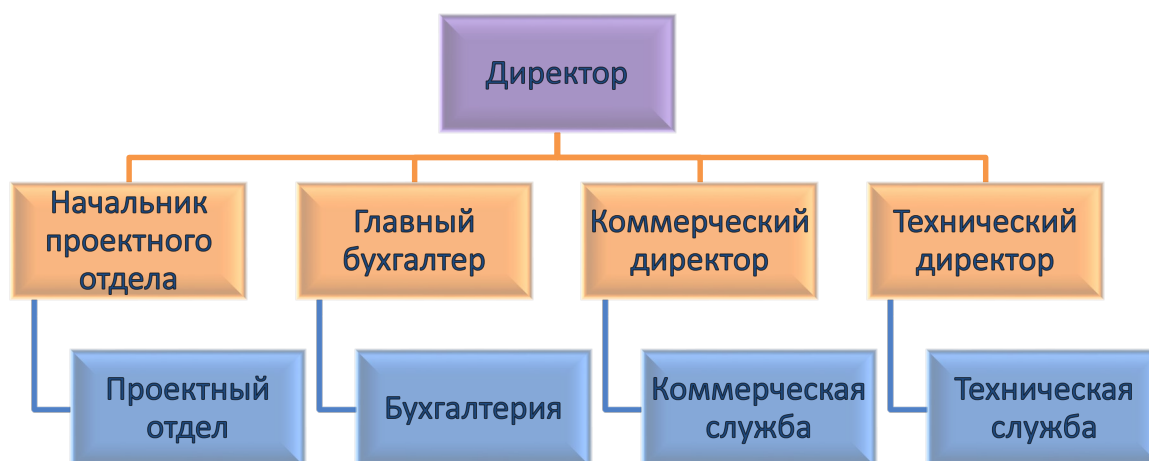 Директор
Начальник
проектного
отдела
Главный
бухгалтер
Коммерческий
директор
Технический
директор
Проектный
отдел
Бухгалтерия
Коммерческая
служба
Техническая
служба